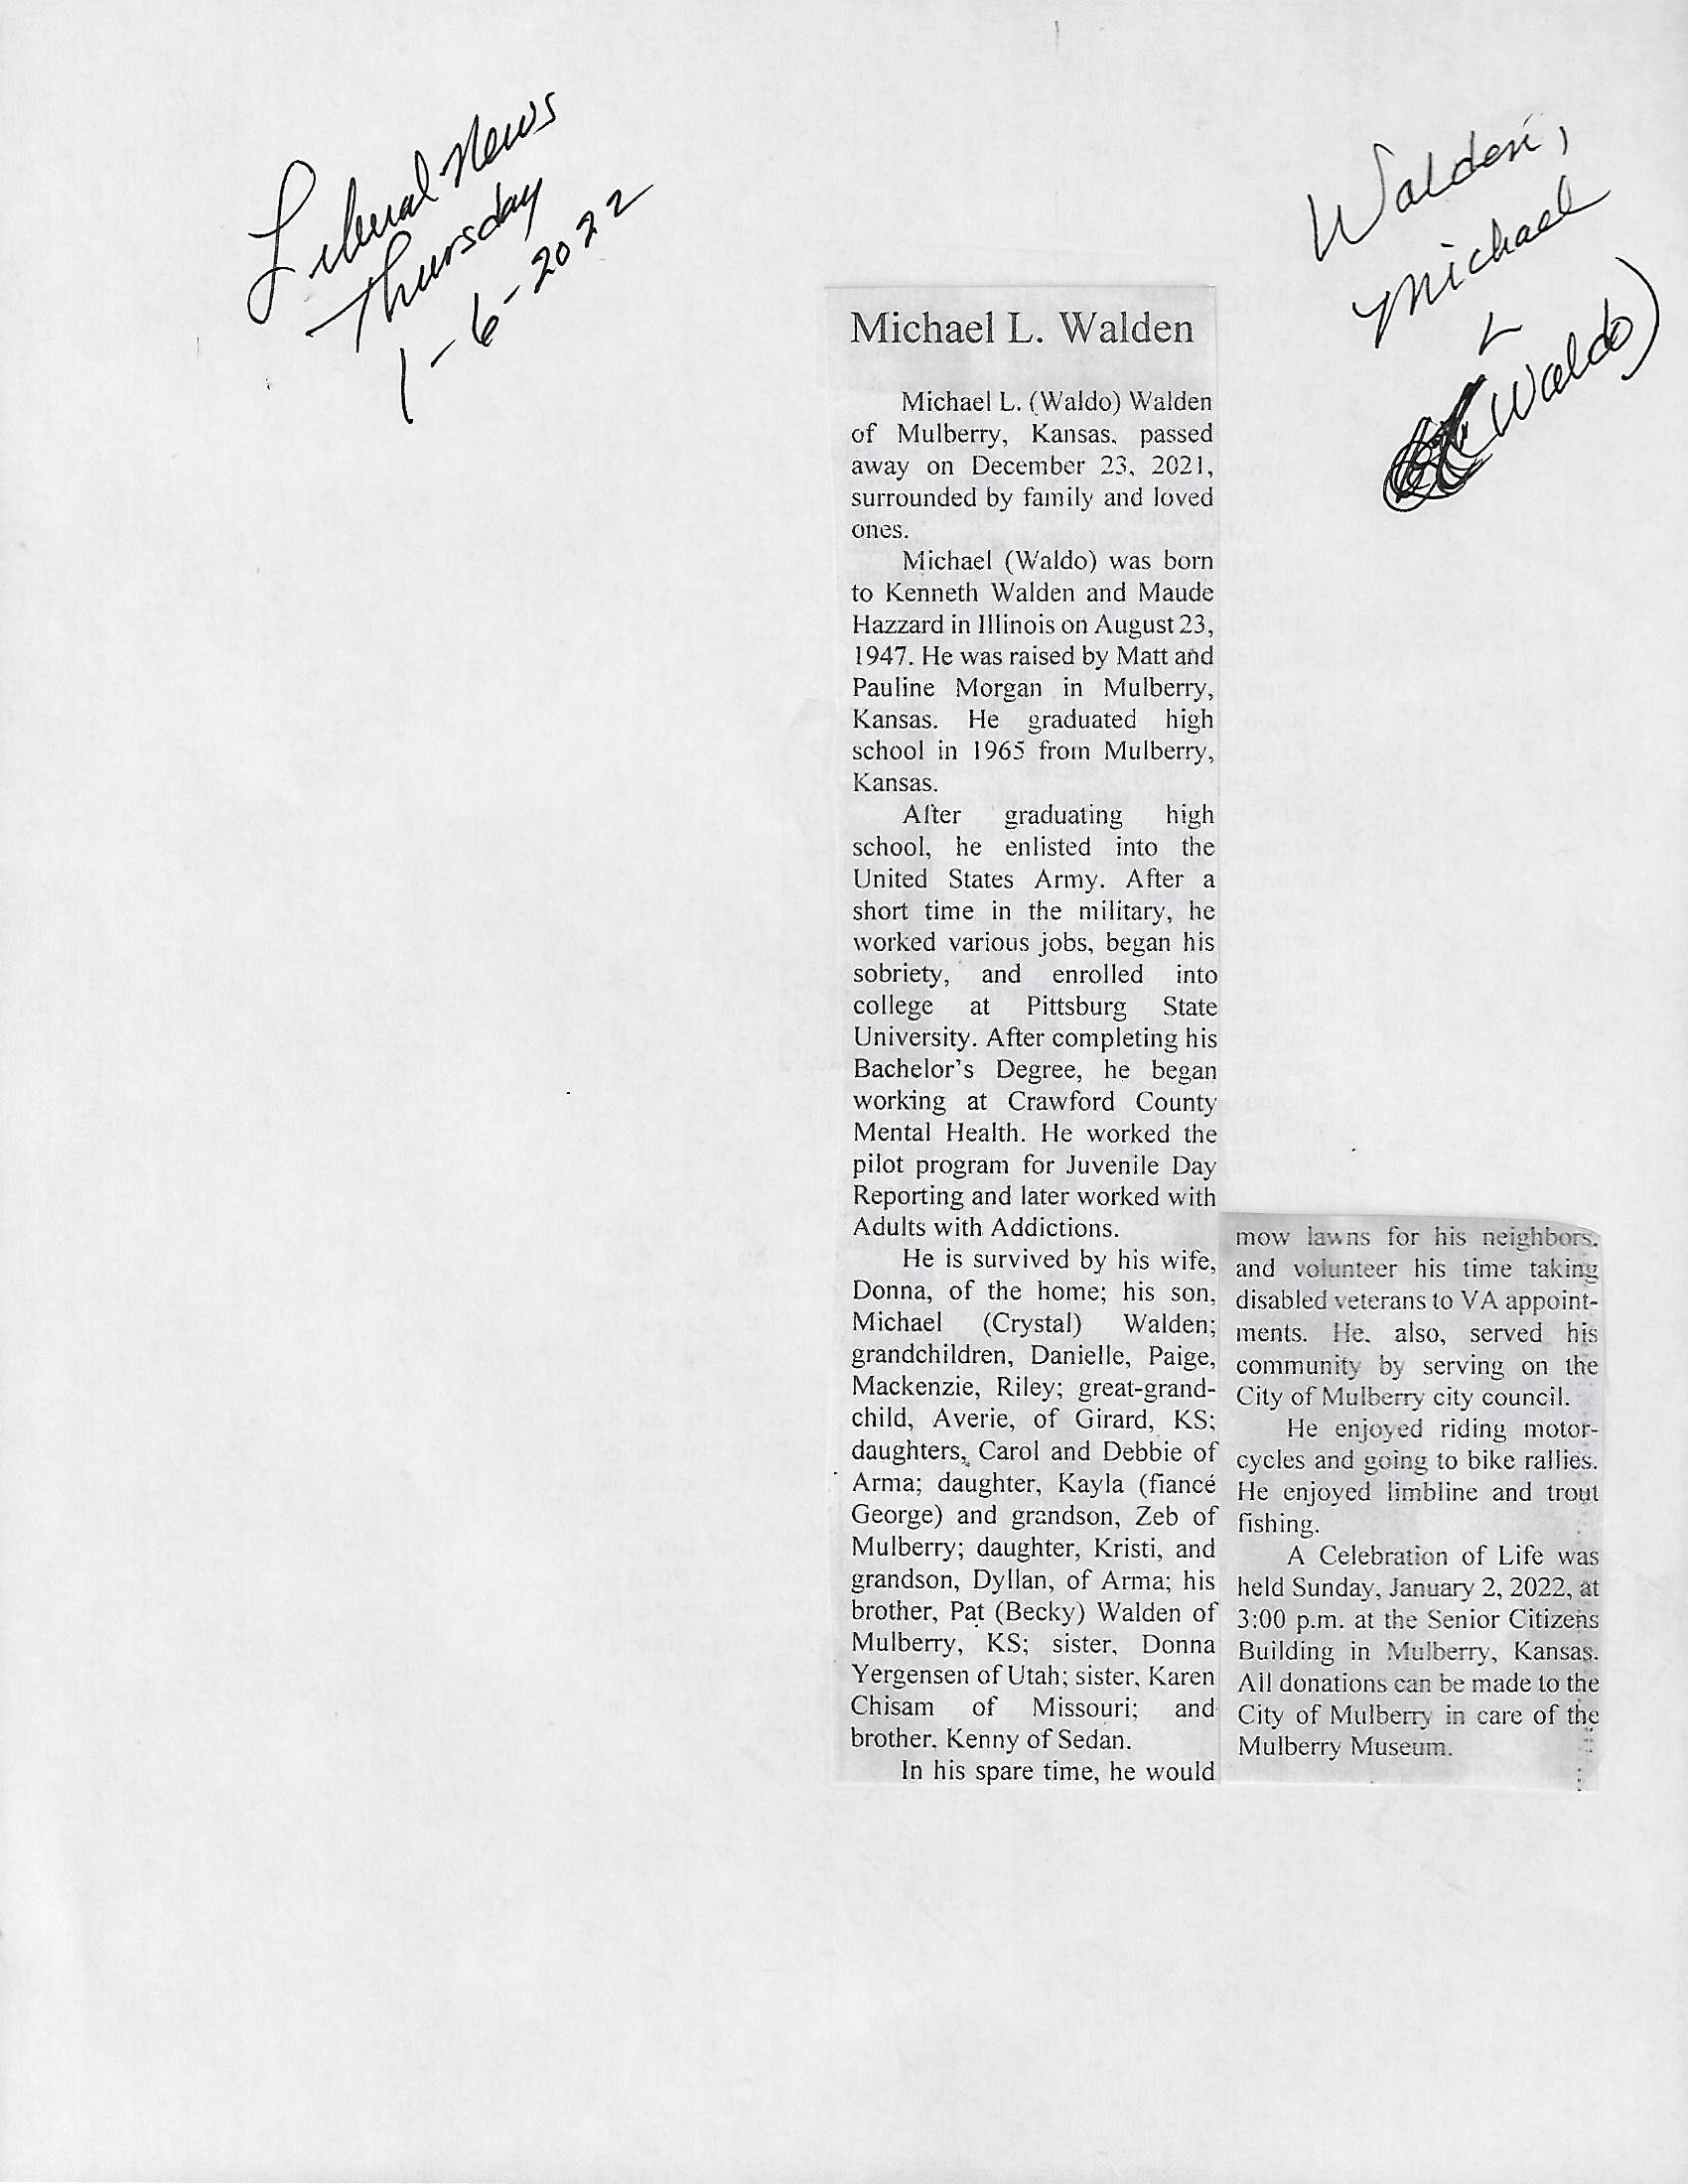 Liberal News
Thursday
1-6-2022
Walden,
Michael
L
(Waldo)
Michael L. Walden
Michael L. (Waldo) Walden
of Mulberry, Kansas, passed
away on December 23, 2021,
surrounded by family and loved
ones.
Michael (Waldo) was born
to Kenneth Walden and Maude
Hazzard in Illinois on August 23,
1947. He was raised by Matt and
Pauline Morgan in Mulberry,
Kansas. He graduated high
school in 1965 from Mulberry,
Kansas.
After graduating high
school, he enlisted into the
United States Army. After a
short time in the military, he
worked various jobs, began his
sobriety, and enrolled into
college at Pittsburg State
University. After completing his
Bachelor's Degree, he began
working at Crawford County
Mental Health. He worked the
pilot program for Juvenile Day
Reporting and later worked with
Adults with Addictions.
He is survived by his wife,
Donna, of the home; his son,
Michael (Crystal) Walden;
grandchildren, Danielle, Paige,
Mackenzie, Riley; great-grand-
child, Averie, of Girard, KS;
daughters, Carol and Debbie of
Arma; daughter, Kayla (fiancé
George) and grandson, Zeb of
Mulberry; daughter, Kristi, and
grandson, Dyllan, of Arma; his
brother, Pat (Becky) Walden of
Mulberry, KS; sister, Donna
Yergensen of Utah; sister, Karen
Chisam of Missouri; and
brother, Kenny of Sedan.
In his spare time, he would
mow lawns for his neighbors,
and volunteer his time taking
disabled veterans to VA appoint-
ments. He, also, served his
community by serving on the
City of Mulberry city council.
He enjoyed riding motor-
cycles and going to bike rallies.
He enjoyed limbline and trout
fishing.
A Celebration of Life was
held Sunday, January 2, 2022, at
3:00 p.m. at the Senior Citizens
Building in Mulberry, Kansas.
All donations can be made to the
City of Mulberry in care of the
Mulberry Museum.